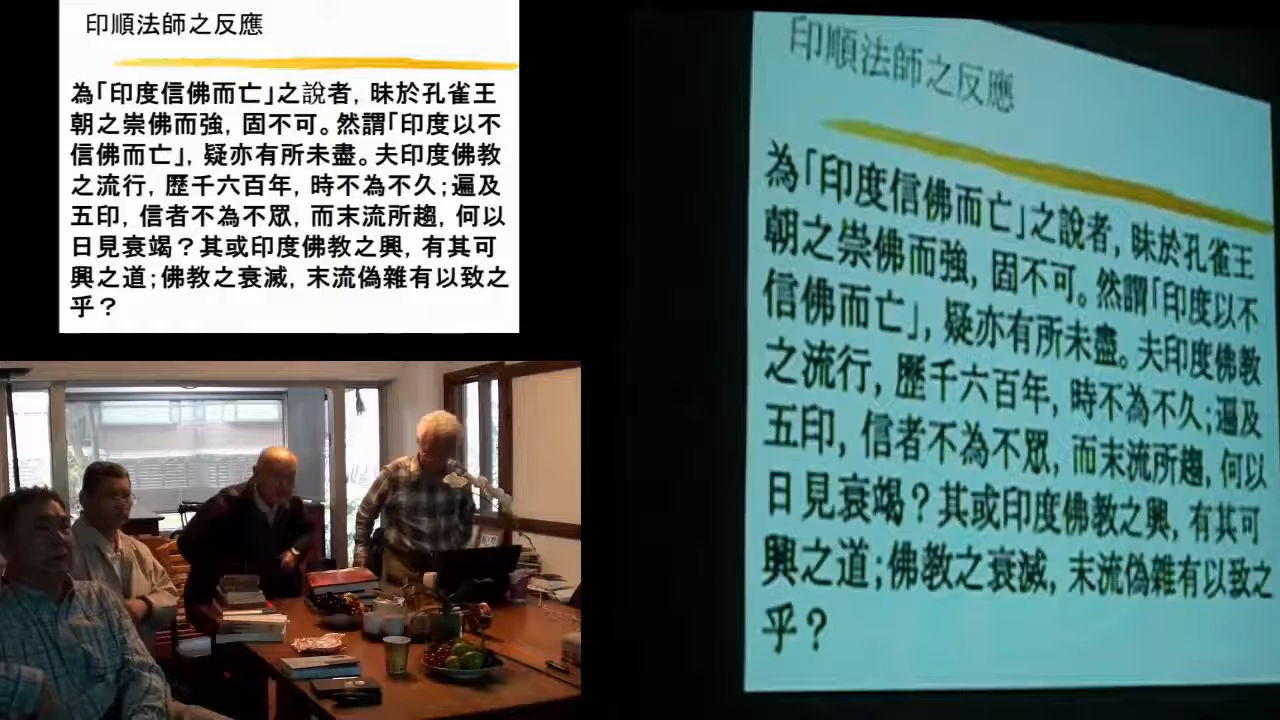 印順法師之反應
為「印度信佛而亡」之說者, 昧於孔雀王
朝之崇佛而強, 固不可。然謂「印度以不
信佛而亡」, 疑亦有所未盡。夫印度佛教
之流行, 歷千六百年, 時不為不久;遍及
五印, 信者不為不眾, 而末流所趨, 何以
日見衰竭？其或印度佛教之興, 有其可
興之道;佛教之衰滅, 末流偽雜有以致之
乎？
印順法師之反應
為「印度信佛而亡」之說者, 昧於孔雀王
朝之崇佛而強, 固不可。然謂「印度以不
信佛而亡」, 疑亦有所未盡。夫印度佛教
之流行, 歷千六百年, 時不為不久;遍及
五印, 信者不為不眾, 而末流所趨, 何以
日見衰竭？其或印度佛教之興, 有其可
興之道;佛教之衰滅, 末流偽雜有以致之
乎？